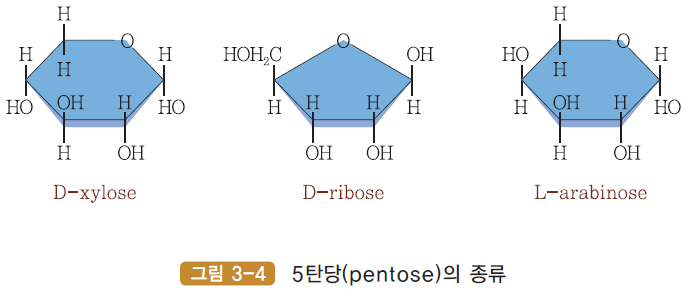 H
O
H
H
H
HO
OH
H
HO
H
OH
D-xylose
HOH₂C
O
OH
H
H
H
H
OH
OH
D-ribose
H
HO
O
H
H
H
OH
H
HO
H
OH
L-arabinose
그림 3-4 5탄당(pentose)의 종류